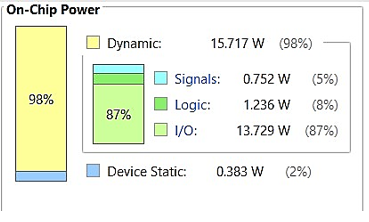 On-Chip Power
Dynamic: 15.717 W (98%)
98%
87%
Signals: 0.752 W (5%)
Logic: 1.236 W (8%)
I/O: 13.729 W (87%)
Device Static: 0.383 W (2%)